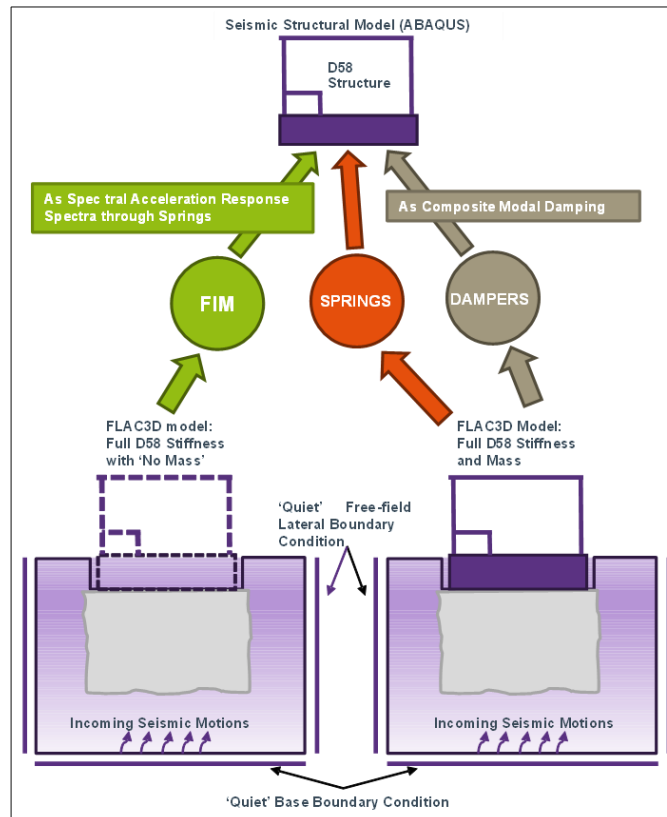 Seismic Structural Model (ABAQUS)
D58
Structure
As Spectral Acceleration Response
Spectra through Springs
As Composite Modal Damping
FIM
SPRINGS
DAMPERS
FLAC3D model:
Full D58 Stiffness
with ‘No Mass’
FLAC3D Model:
Full D58 Stiffness
and Mass
‘Quiet’ Free-field
Lateral Boundary
Condition
Incoming Seismic Motions
Incoming Seismic Motions
‘Quiet’ Base Boundary Condition